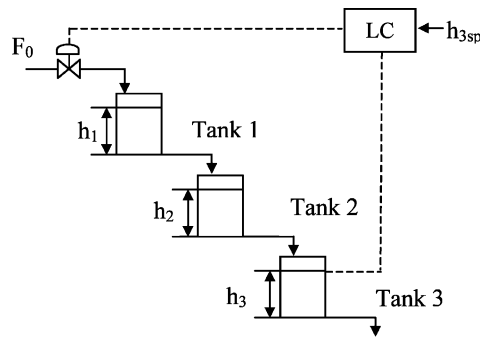 LC
h₃sp
F₀
h₁
Tank 1
h₂
Tank 2
h₃
Tank 3